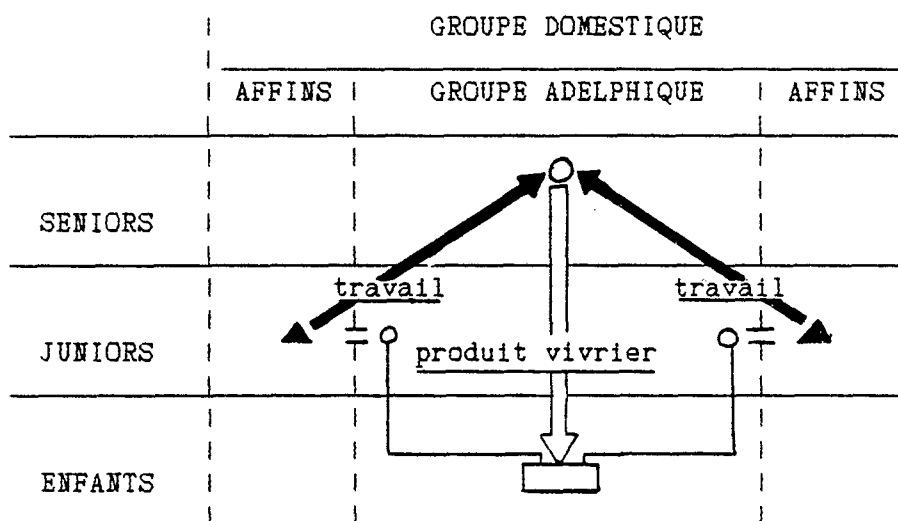 GROUPE DOMESTIQUE
AFFINS GROUPE ADELPHIQUE AFFINS
SENIORS
travail travail
JUNIORS
produit vivrier
ENFANTS